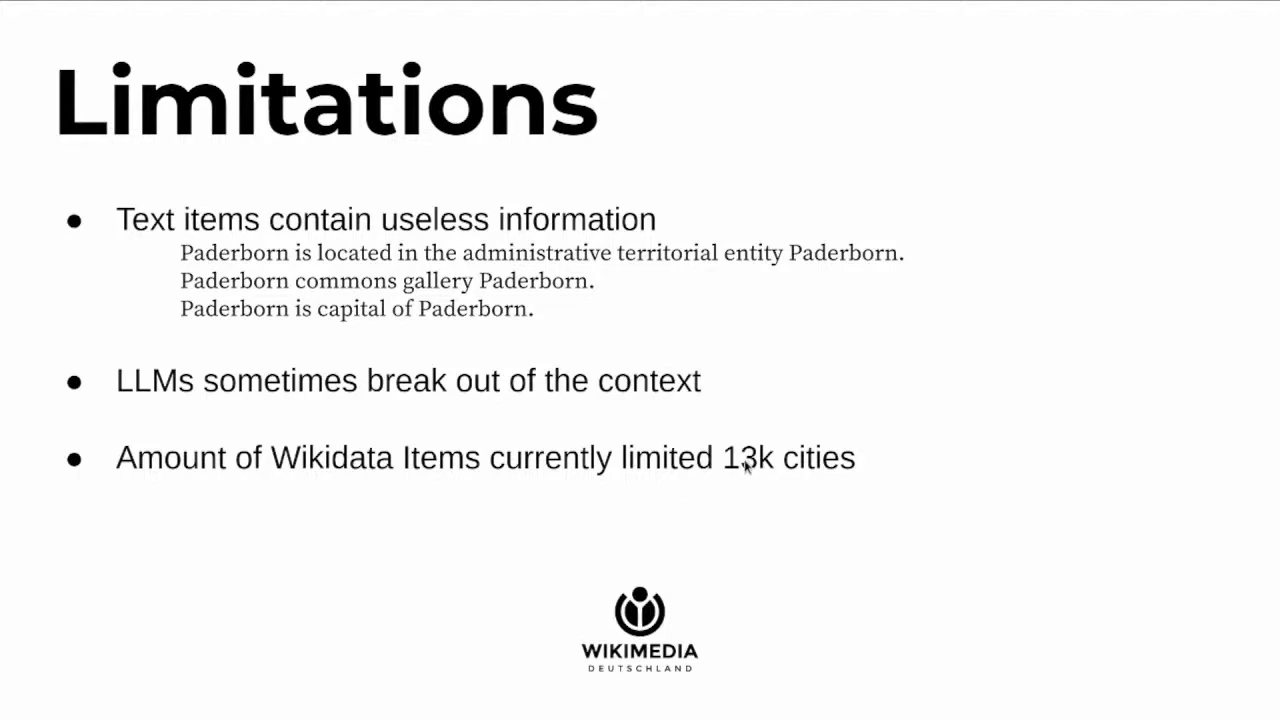 Limitations
● Text items contain useless information
Paderborn is located in the administrative territorial entity Paderborn.
Paderborn commons gallery Paderborn.
Paderborn is capital of Paderborn.
● LLMs sometimes break out of the context
● Amount of Wikidata Items currently limited 13k cities
WIKIMEDIA
DEUTSCHLAND